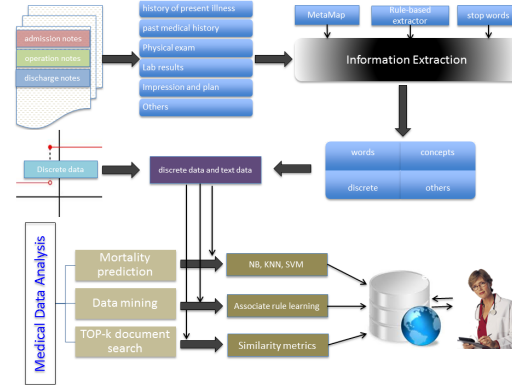 history of present illness
past medical history
Physical exam
Lab results
Impression and plan
Others
admission notes
operation notes
discharge notes
MetaMap
Rule-based
extractor
stop words
Information Extraction
words
concepts
discrete
others
Discrete data
discrete data and text data
Medical Data Analysis
Mortality
prediction
NB, KNN, SVM
Data mining
Associate rule learning
TOP-k document
search
Similarity metrics